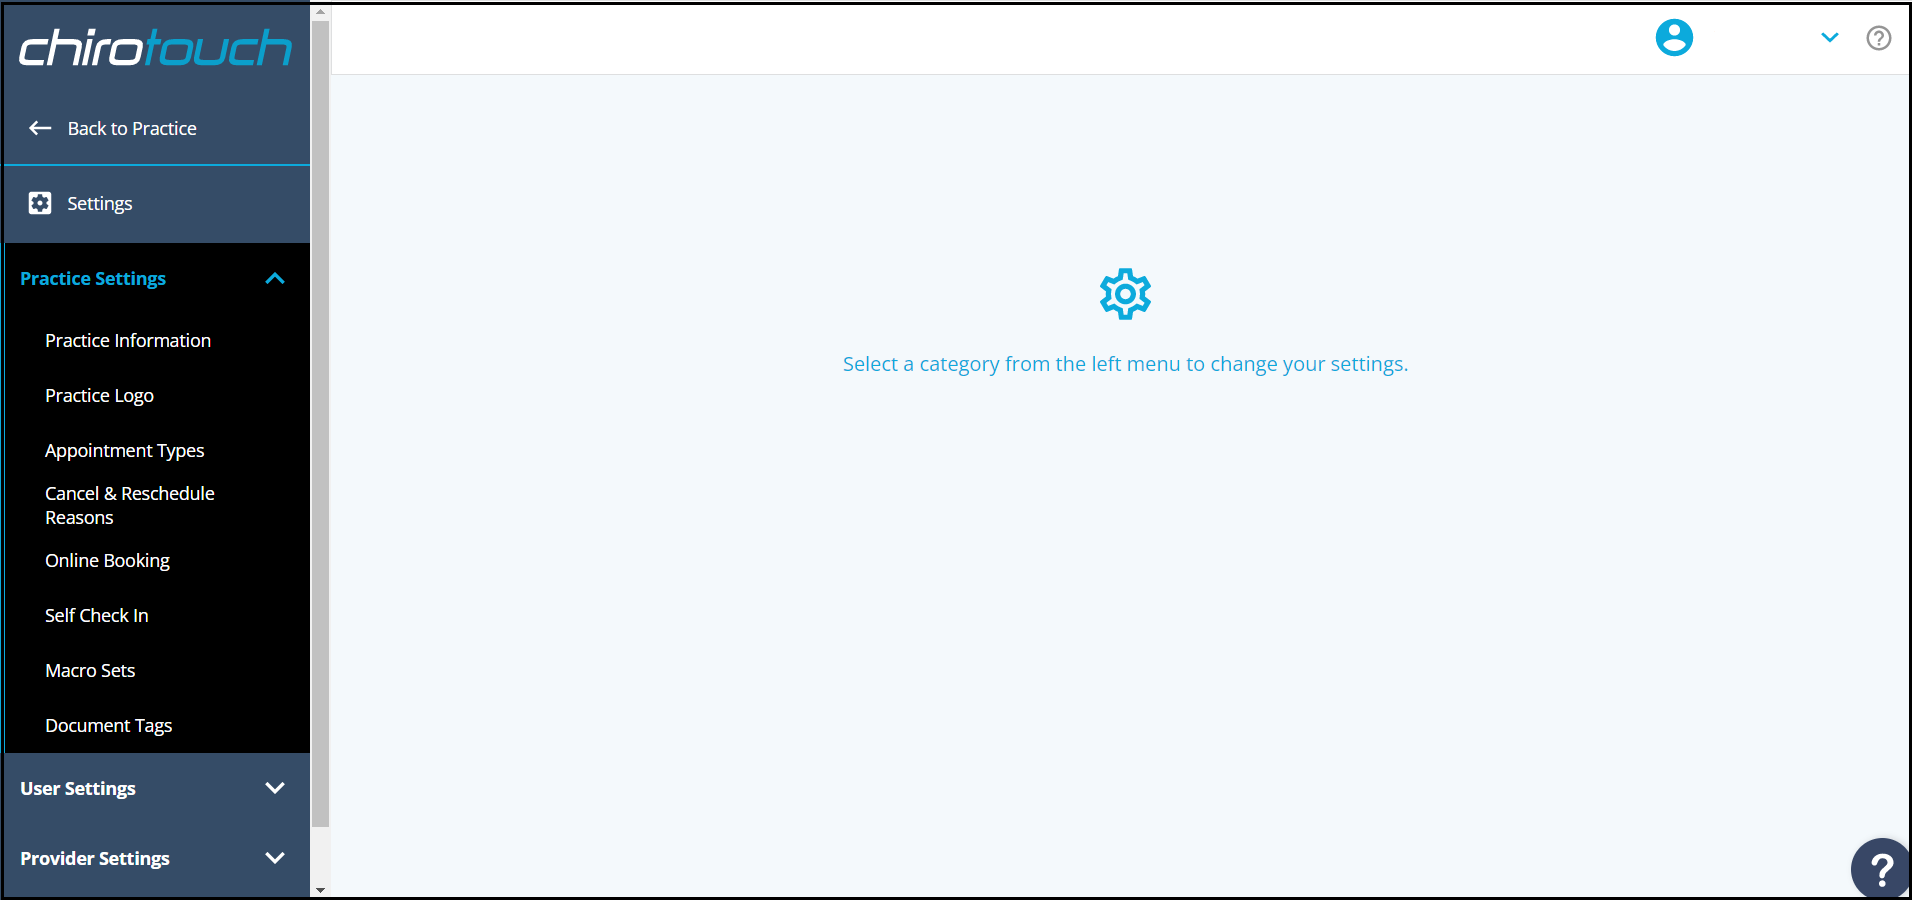 chirotouch
Back to Practice
Settings
Practice Settings
Practice Information
Practice Logo
Appointment Types
Cancel & Reschedule
Reasons
Online Booking
Self Check In
Macro Sets
Document Tags
User Settings
Provider Settings
?
Select a category from the left menu to change your settings.
?